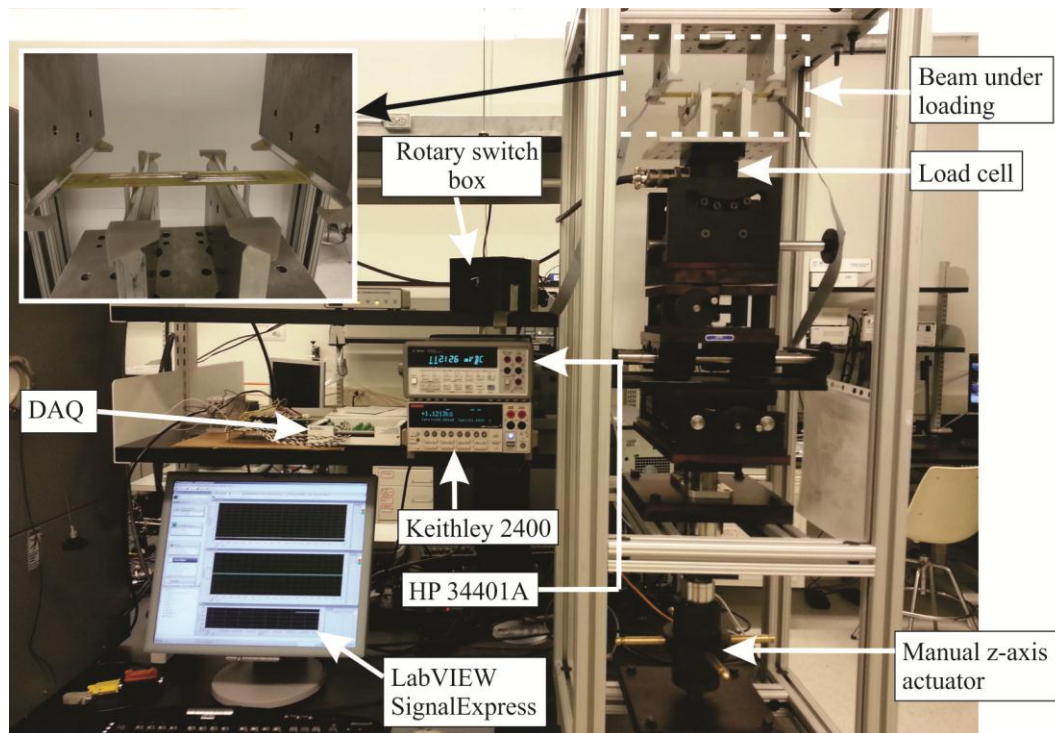 Beam under
loading
Rotary switch
box
Load cell
DAQ
Keithley 2400
HP 34401A
Manual z-axis
actuator
LabVIEW
SignalExpress